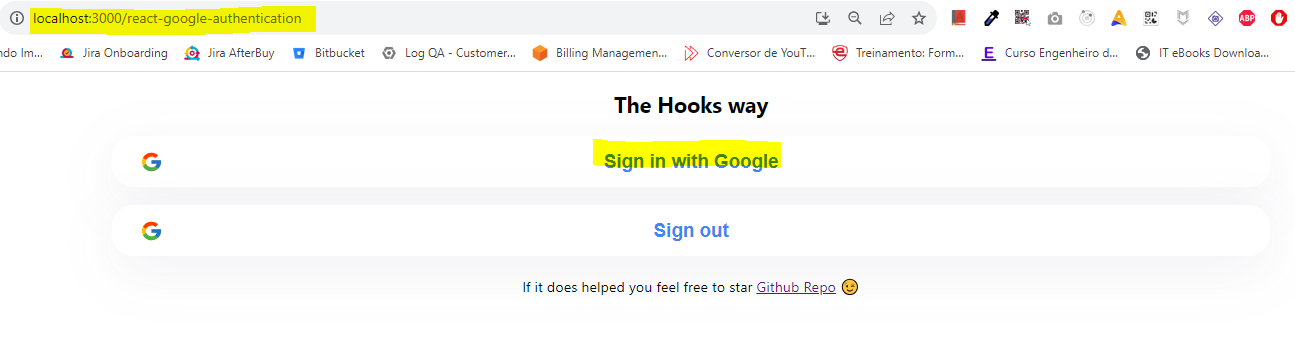 localhost:3000/react-google-authentication
ABP
ndo Im... Jira Onboarding Jira AfterBuy Bitbucket Log QA - Customer... Billing Managemen... Conversor de YouT... Treinamento: Form... Curso Engenheiro d... IT eBooks Downloa...
The Hooks way
Sign in with Google
Sign out
If it does helped you feel free to star Github Repo 😉